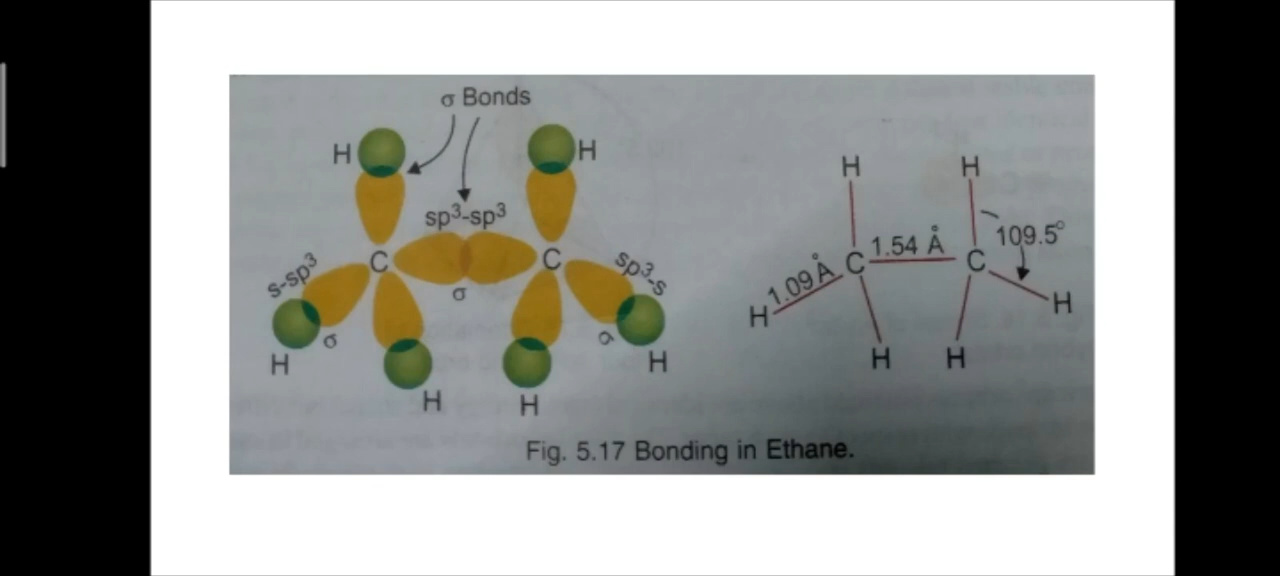 σ Bonds
H
H
sp³-sp³
C
C
s-sp³
sp³-s
σ
σ
σ
H
H
H
H
H
H
109.5°
1.54 Å
C
C
1.09 Å
H
H
H
H
Fig. 5.17 Bonding in Ethane.